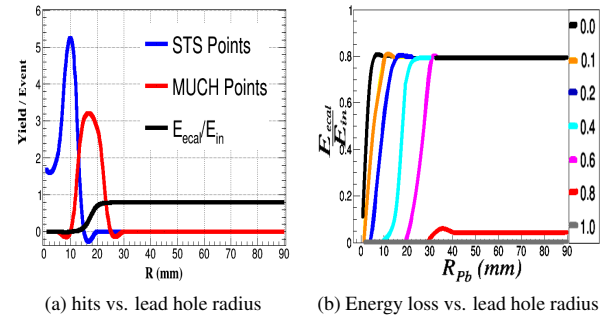 (a)
(b)
6
5
4
3
2
1
0
Yield / Event
STS Points
MUCH Points
E_ecal/E_in
0 10 20 30 40 50 60 70 80 90
R (mm)
1
0.8
0.6
0.4
0.2
0
E_ecal
E_in
0 10 20 30 40 50 60 70 80 90
R_Pb (mm)
0.0
0.1
0.2
0.4
0.6
0.8
1.0
(a) hits vs. lead hole radius
(b) Energy loss vs. lead hole radius